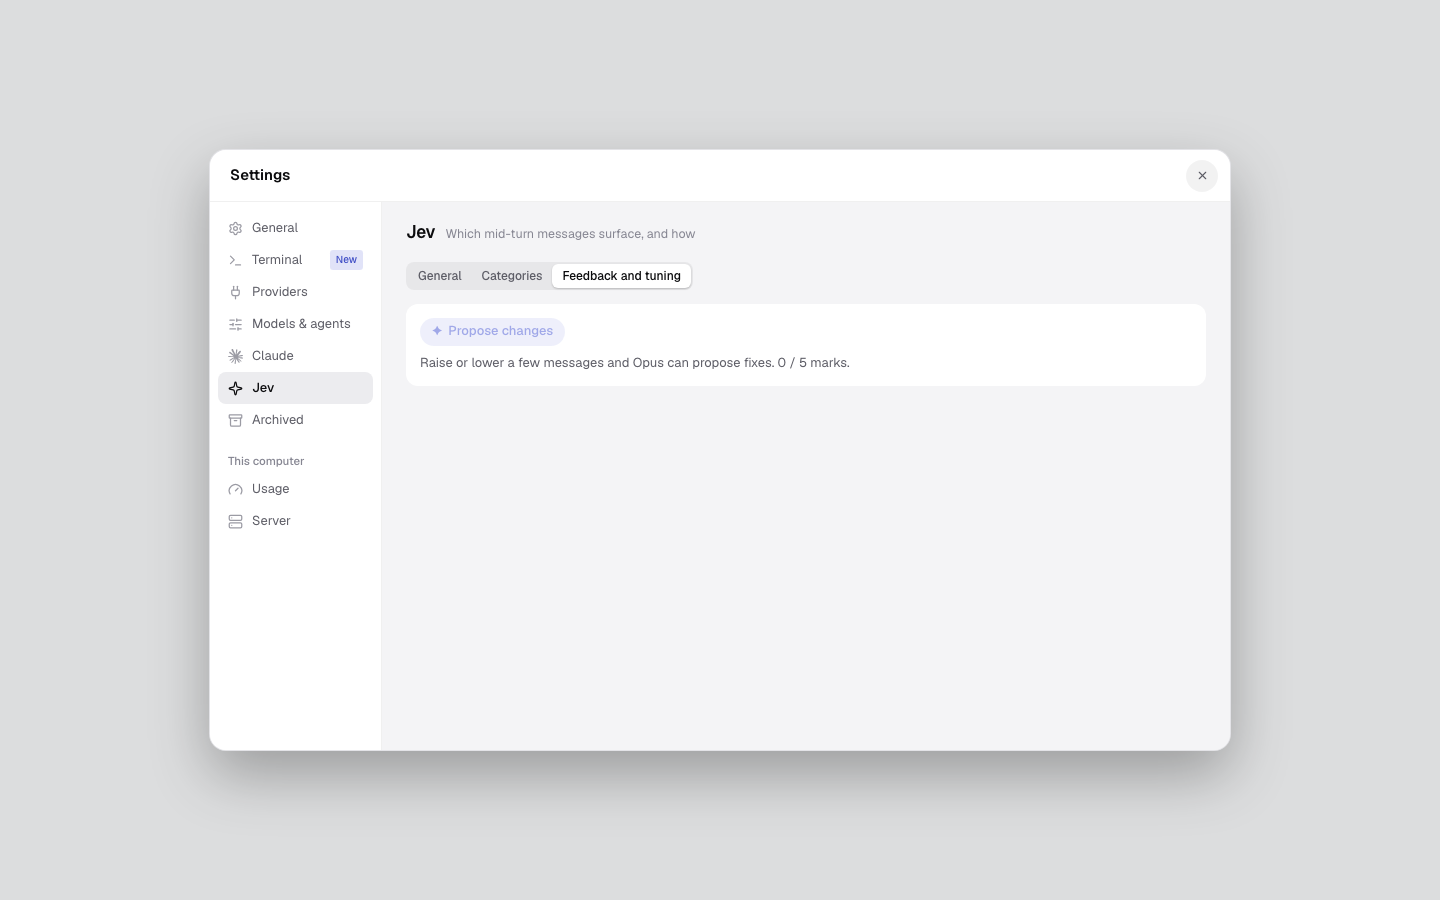 Settings
General
Terminal New
Providers
Models & agents
Claude
Jev
Archived
This computer
Usage
Server
Jev Which mid-turn messages surface, and how
General Categories Feedback and tuning
Propose changes
Raise or lower a few messages and Opus can propose fixes. 0 / 5 marks.